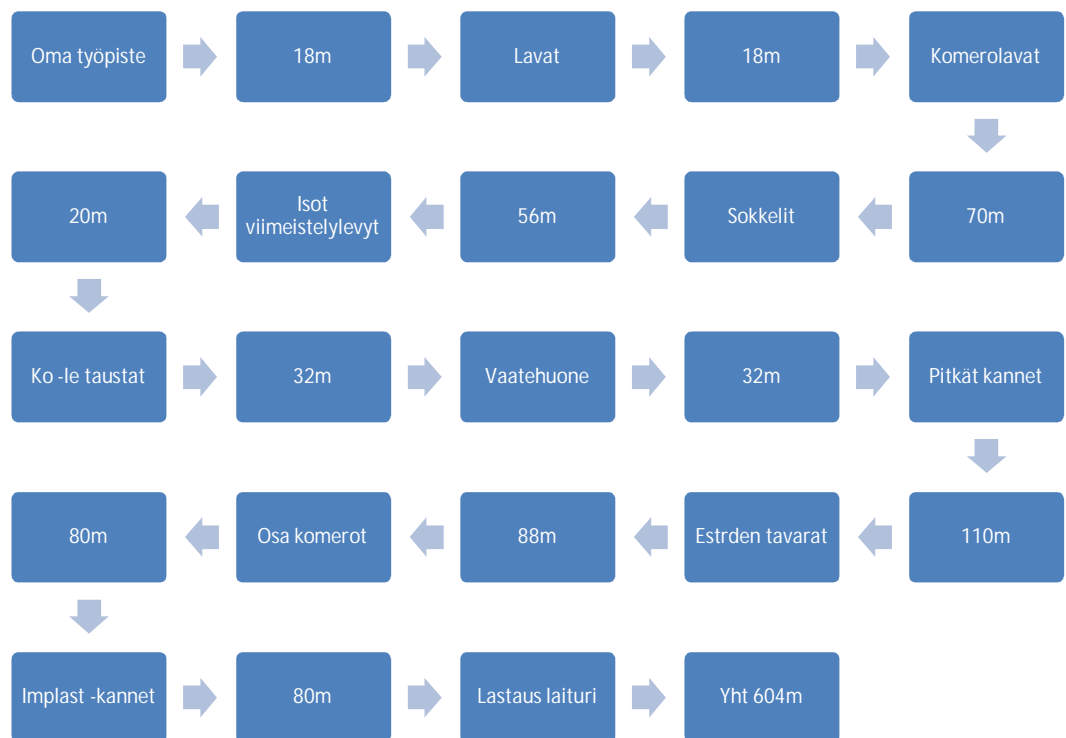 Oma työpiste
18m
Lavat
18m
Komerolavat
70m
Sokkelit
56m
Isot
viimeistelylevyt
20m
Ko -le taustat
32m
Vaatehuone
32m
Pitkät kannet
110m
Estrden tavarat
88m
Osa komerot
80m
Implast -kannet
80m
Lastaus laituri
Yht 604m